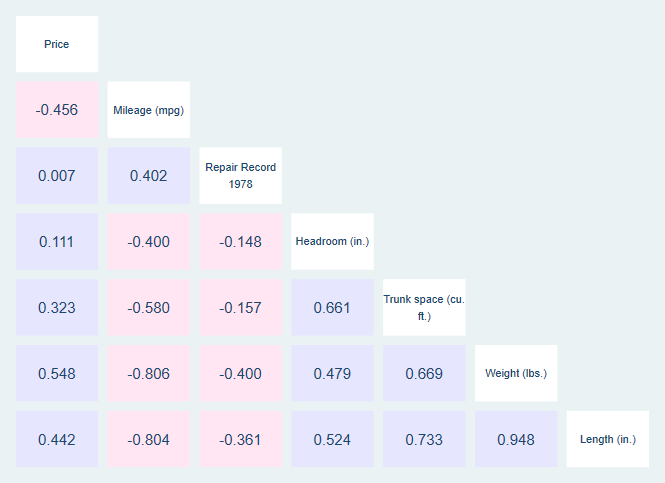 Price
-0.456 Mileage (mpg)
0.007 0.402 Repair Record
1978
0.111 -0.400 -0.148 Headroom (in.)
0.323 -0.580 -0.157 0.661 Trunk space (cu.
ft.)
0.548 -0.806 -0.400 0.479 0.669 Weight (lbs.)
0.442 -0.804 -0.361 0.524 0.733 0.948 Length (in.)